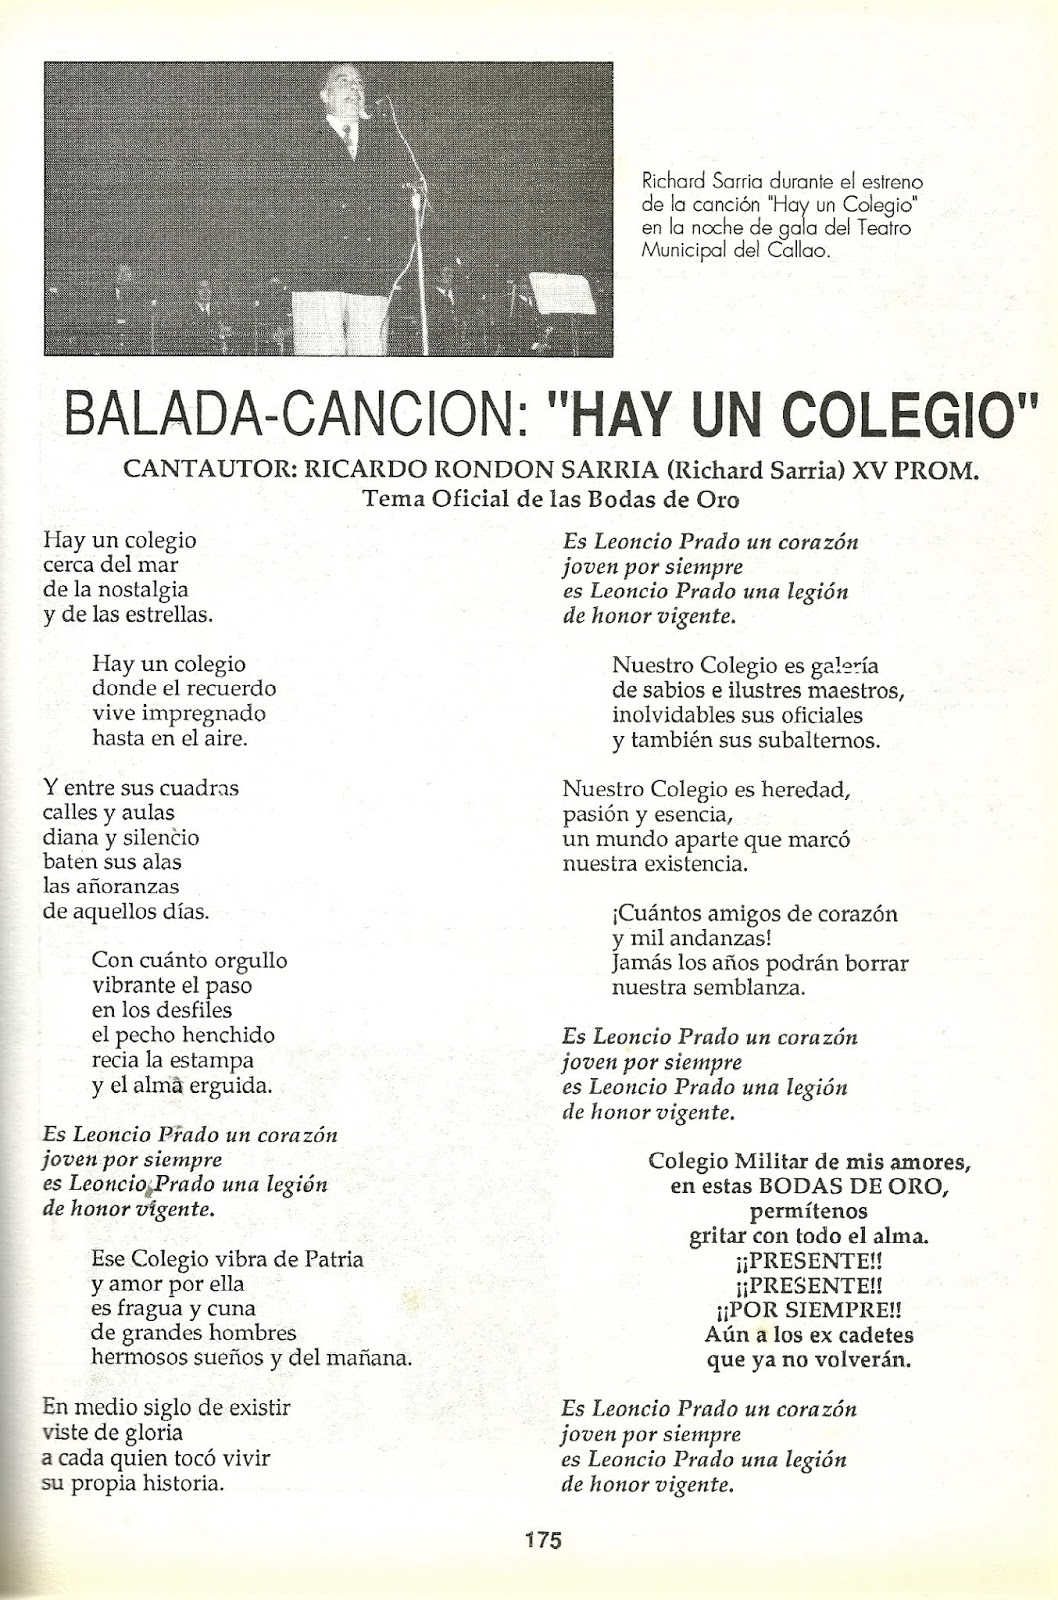 Richard Sarria durante el estreno
de la canción "Hay un Colegio"
en la noche de gala del Teatro
Municipal del Callao.
BALADA-CANCION: "HAY UN COLEGIO"
CANTAUTOR: RICARDO RONDON SARRIA (Richard Sarria) XV PROM.
Tema Oficial de las Bodas de Oro
Hay un colegio
cerca del mar
de la nostalgia
y de las estrellas.
Hay un colegio
donde el recuerdo
vive impregnado
hasta en el aire.
Y entre sus cuadras
calles y aulas
diana y silencio
baten sus alas
las añoranzas
de aquellos días.
Con cuánto orgullo
vibrante el paso
en los desfiles
el pecho henchido
recia la estampa
y el alma erguida.
Es Leoncio Prado un corazón
joven por siempre
es Leoncio Prado una legión
de honor vigente.
Ese Colegio vibra de Patria
y amor por ella
es fragua y cuna
de grandes hombres
hermosos sueños y del mañana.
En medio siglo de existir
viste de gloria
a cada quien tocó vivir
su propia historia.
Es Leoncio Prado un corazón
joven por siempre
es Leoncio Prado una legión
de honor vigente.
Nuestro Colegio es galería
de sabios e ilustres maestros,
inolvidables sus oficiales
y también sus subalternos.
Nuestro Colegio es heredad,
pasión y esencia,
un mundo aparte que marcó
nuestra existencia.
¡Cuántos amigos de corazón
y mil andanzas!
Jamás los años podrán borrar
nuestra semblanza.
Es Leoncio Prado un corazón
joven por siempre
es Leoncio Prado una legión
de honor vigente.
Colegio Militar de mis amores,
en estas BODAS DE ORO,
permítenos
gritar con todo el alma.
¡¡PRESENTE!!
¡¡PRESENTE!!
¡¡POR SIEMPRE!!
Aún a los ex cadetes
que ya no volverán.
Es Leoncio Prado un corazón
joven por siempre
es Leoncio Prado una legión
de honor vigente.
175